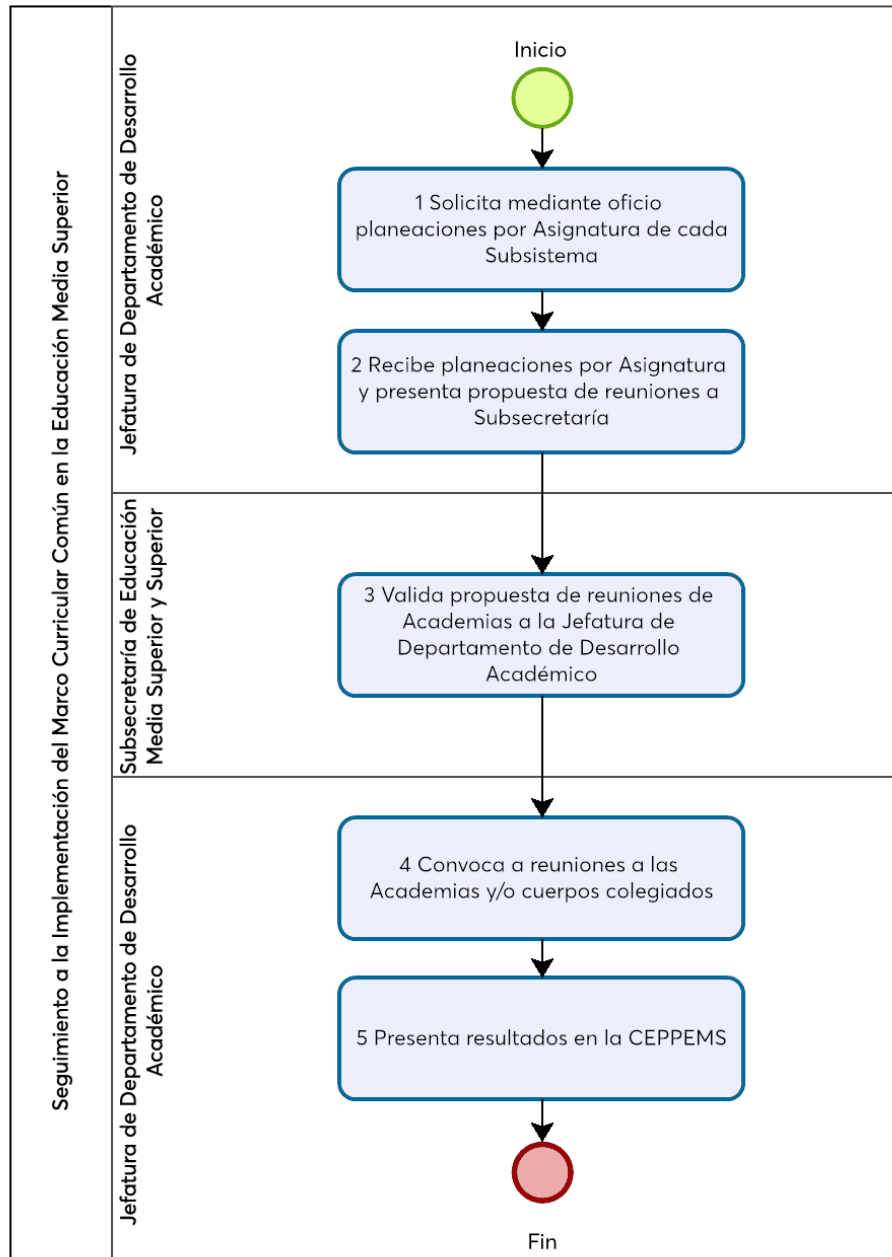 Seguimiento a la Implementación del Marco Curricular Común en la Educación Media Superior
Jefatura de Departamento de Desarrollo
Académico
Inicio
1 Solicita mediante oficio
planeaciones por Asignatura de cada
Subsistema
2 Recibe planeaciones por Asignatura
y presenta propuesta de reuniones a
Subsecretaría
Subsecretaría de Educación
Media Superior y Superior
3 Valida propuesta de reuniones de
Academias a la Jefatura de
Departamento de Desarrollo
Académico
Jefatura de Departamento de Desarrollo
Académico
4 Convoca a reuniones a las
Academias y/o cuerpos colegiados
5 Presenta resultados en la CEPPEMS
Fin